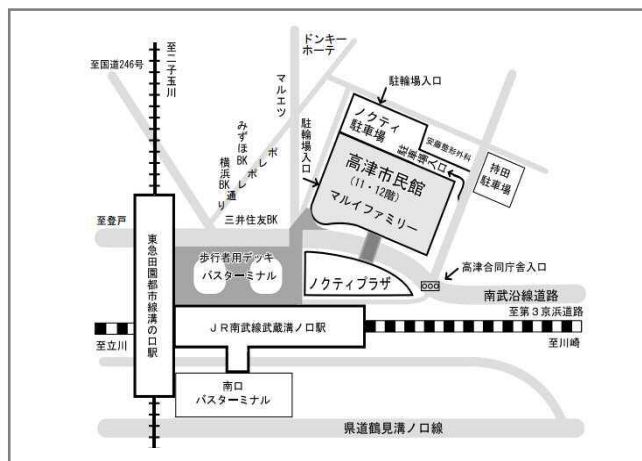 ドンキー
ホーテ
至二子玉川
至国道246号
マルエツ
駐輪場入口
ノクティ
駐車場
安藤整形外科
駐車場入口
持田
駐車場
みずほBK
横浜BK
ポレポレ通り
駐輪場入口
高津市民館
(11・12階)
マルイファミリー
三井住友BK
至登戸
歩行者用デッキ
バスターミナル
ノクティプラザ
高津合同庁舎入口
南武沿線道路
至第3京浜道路
東急田園都市線溝の口駅
JR南武線武蔵溝ノ口駅
至立川
至川崎
南口
バスターミナル
県道鶴見溝ノ口線